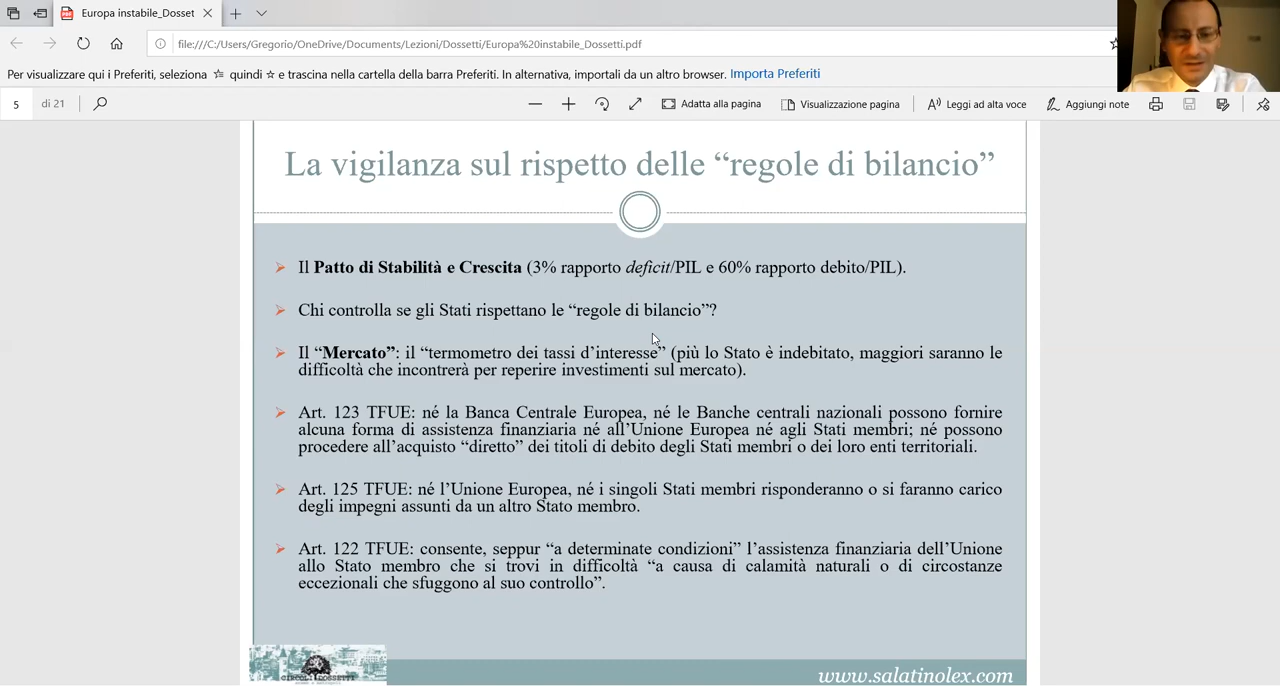 Europa instabile_Dosset
file:///C:/Users/Gregorio/OneDrive/Documents/Lezioni/Dossetti/Europa%20instabile_Dossetti.pdf
Per visualizzare qui i Preferiti, seleziona quindi e trascina nella cartella della barra Preferiti. In alternativa, importali da un altro browser. Importa Preferiti
5 di 21 Adatta alla pagina Visualizzazione pagina Leggi ad alta voce Aggiungi note
La vigilanza sul rispetto delle “regole di bilancio”
Il Patto di Stabilità e Crescita (3% rapporto deficit/PIL e 60% rapporto debito/PIL).
Chi controlla se gli Stati rispettano le “regole di bilancio”?
Il “Mercato”: il “termometro dei tassi d’interesse” (più lo Stato è indebitato, maggiori saranno le
difficoltà che incontrerà per reperire investimenti sul mercato).
Art. 123 TFUE: né la Banca Centrale Europea, né le Banche centrali nazionali possono fornire
alcuna forma di assistenza finanziaria né all’Unione Europea né agli Stati membri; né possono
procedere all’acquisto “diretto” dei titoli di debito degli Stati membri o dei loro enti territoriali.
Art. 125 TFUE: né l’Unione Europea, né i singoli Stati membri risponderanno o si faranno carico
degli impegni assunti da un altro Stato membro.
Art. 122 TFUE: consente, seppur “a determinate condizioni” l’assistenza finanziaria dell’Unione
allo Stato membro che si trovi in difficoltà “a causa di calamità naturali o di circostanze
eccezionali che sfuggono al suo controllo”.
www.salatinolex.com